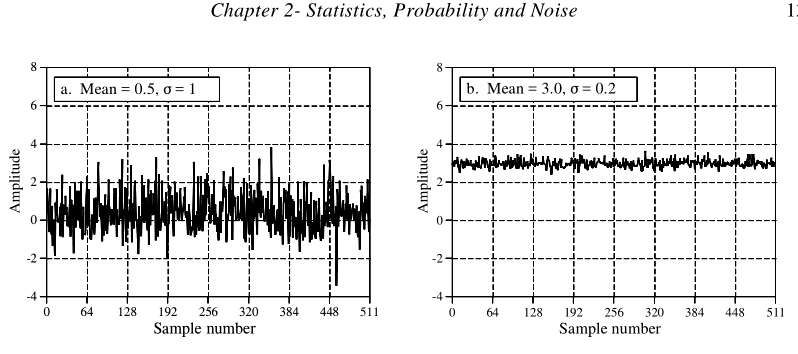 Chapter 2- Statistics, Probability and Noise
a. Mean = 0.5, σ = 1
8
6
4
2
0
-2
-4
Amplitude
0 64 128 192 256 320 384 448 511
Sample number
b. Mean = 3.0, σ = 0.2
8
6
4
2
0
-2
-4
Amplitude
0 64 128 192 256 320 384 448 511
Sample number